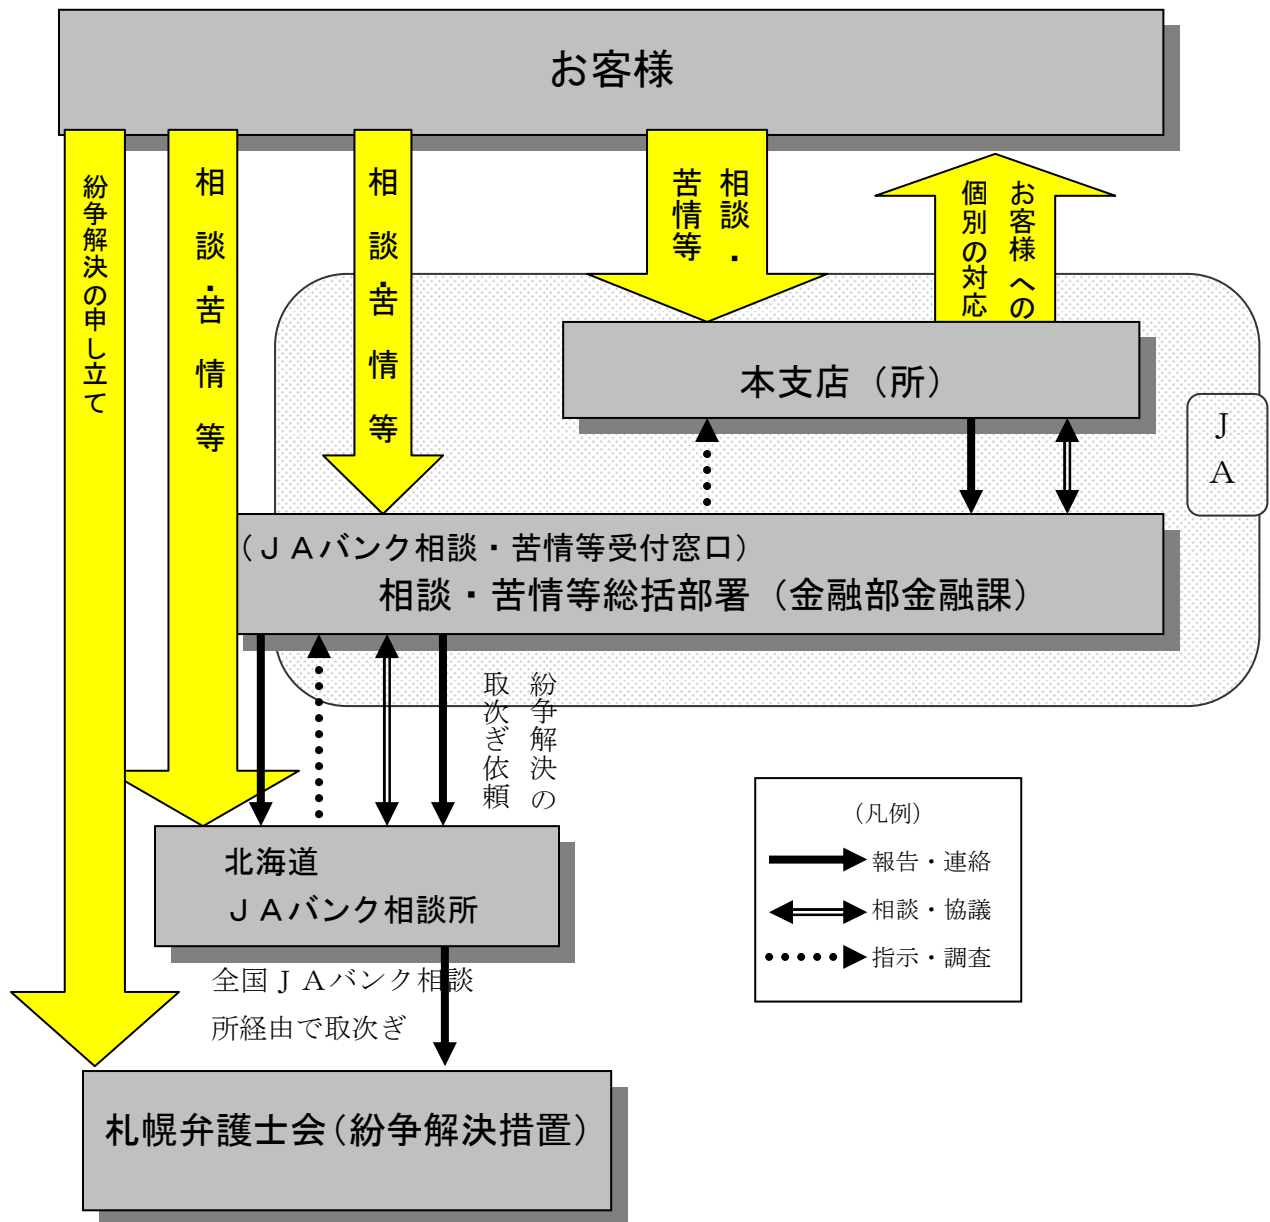 お客様
紛争解決の申し立て
相談・苦情等
相談・苦情等
相談・
苦情等
お客様への
個別の対応
本支店（所）
ＪＡ
（ＪＡバンク相談・苦情等受付窓口）
相談・苦情等総括部署（金融部金融課）
紛争解決の
取次ぎ依頼
北海道
ＪＡバンク相談所
全国ＪＡバンク相談
所経由で取次ぎ
札幌弁護士会（紛争解決措置）
（凡例）
報告・連絡
相談・協議
指示・調査